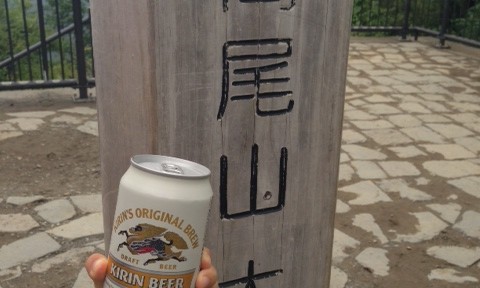 尾
山
KIRIN'S ORIGINAL BREW
DRAFT BEER
KIRIN BEER